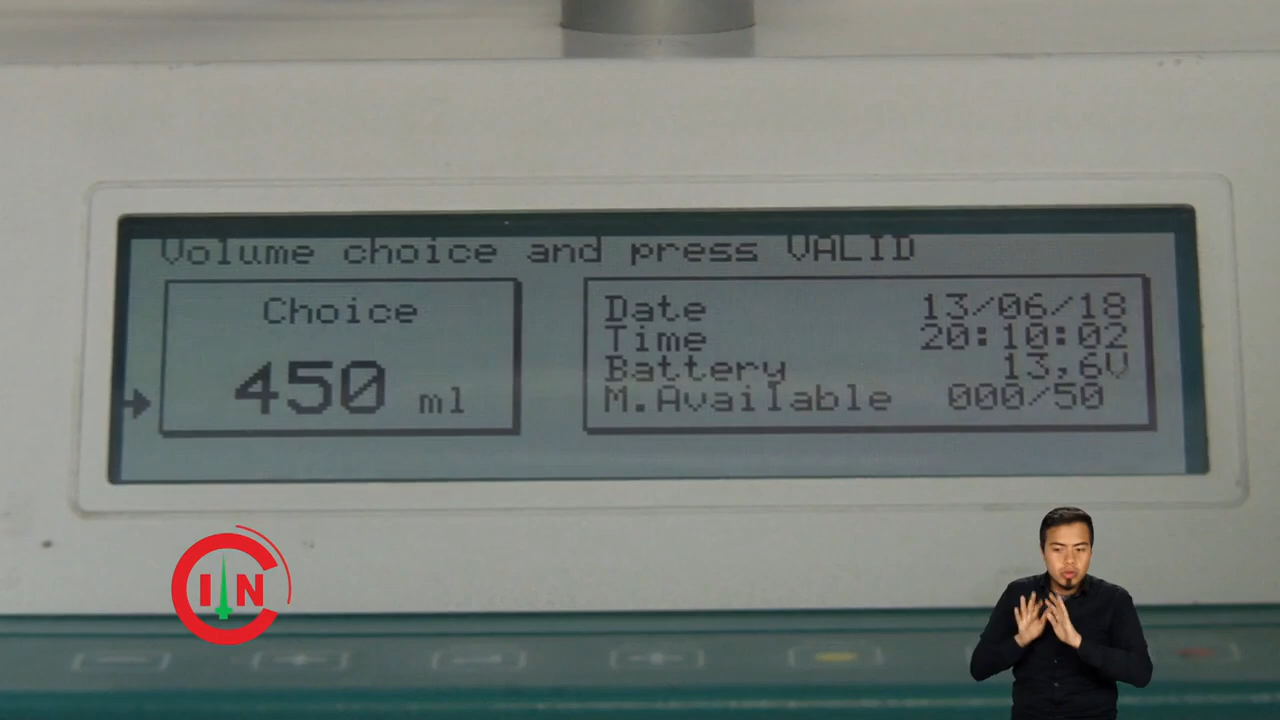 Volume choice and press VALID
Choice
450 ml
Date 13/06/18
Time 20:10:02
Battery 13,6V
M.Available 000/50
CIN